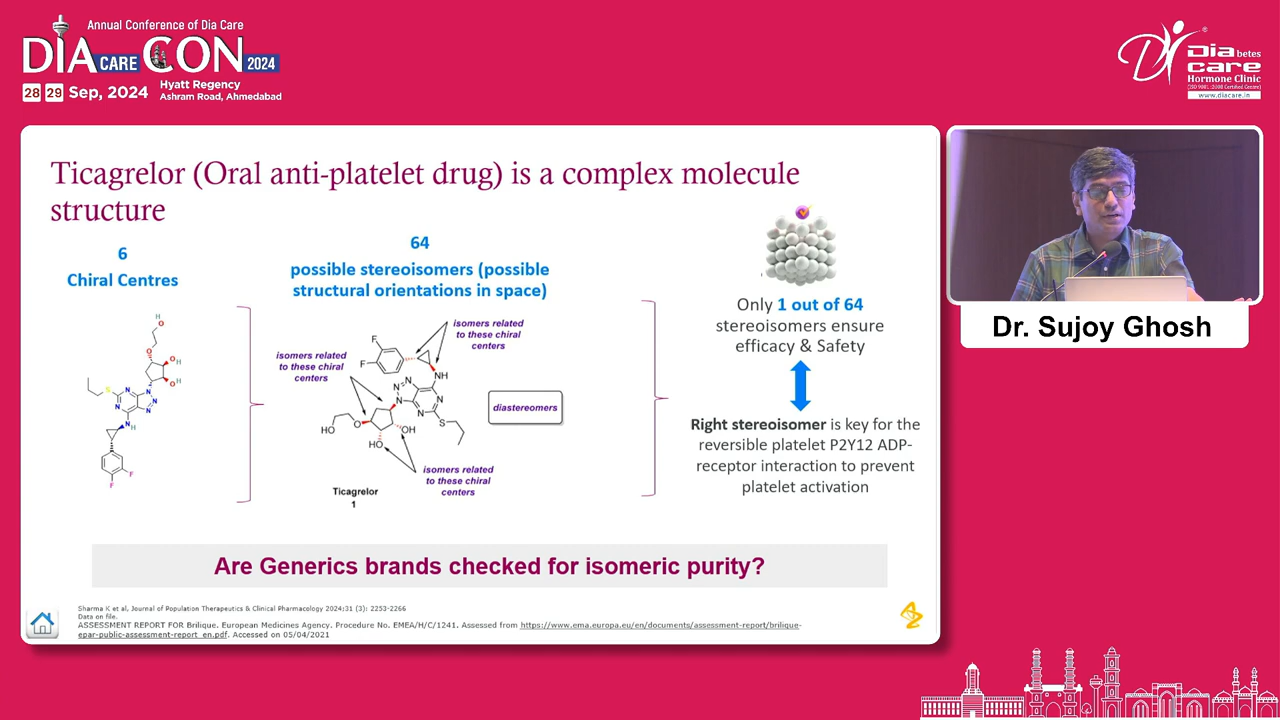 Annual Conference of Dia Care
DIA CARE CON 2024
28 29 Sep, 2024
Hyatt Regency
Ashram Road, Ahmedabad
Diabetes
care
Hormone Clinic
(ISO 9001 : 2008 Certified Centre)
www.diacare.in
Ticagrelor (Oral anti-platelet drug) is a complex molecule
structure
6
Chiral Centres
64
possible stereoisomers (possible
structural orientations in space)
isomers related
to these chiral
centers
isomers related
to these chiral
centers
diastereomers
isomers related
to these chiral
centers
Ticagrelor
1
Only 1 out of 64
stereoisomers ensure
efficacy & Safety
Right stereoisomer is key for the
reversible platelet P2Y12 ADP-
receptor interaction to prevent
platelet activation
Are Generics brands checked for isomeric purity?
Sharma K et al, Journal of Population Therapeutics & Clinical Pharmacology 2024;31 (3): 2253-2266
Data on file.
ASSESSMENT REPORT FOR Brilique. European Medicines Agency. Procedure No. EMEA/H/C/1241. Assessed from https://www.ema.europa.eu/en/documents/assessment-report/brilique-
epar-public-assessment-report_en.pdf. Accessed on 05/04/2021
Dr. Sujoy Ghosh